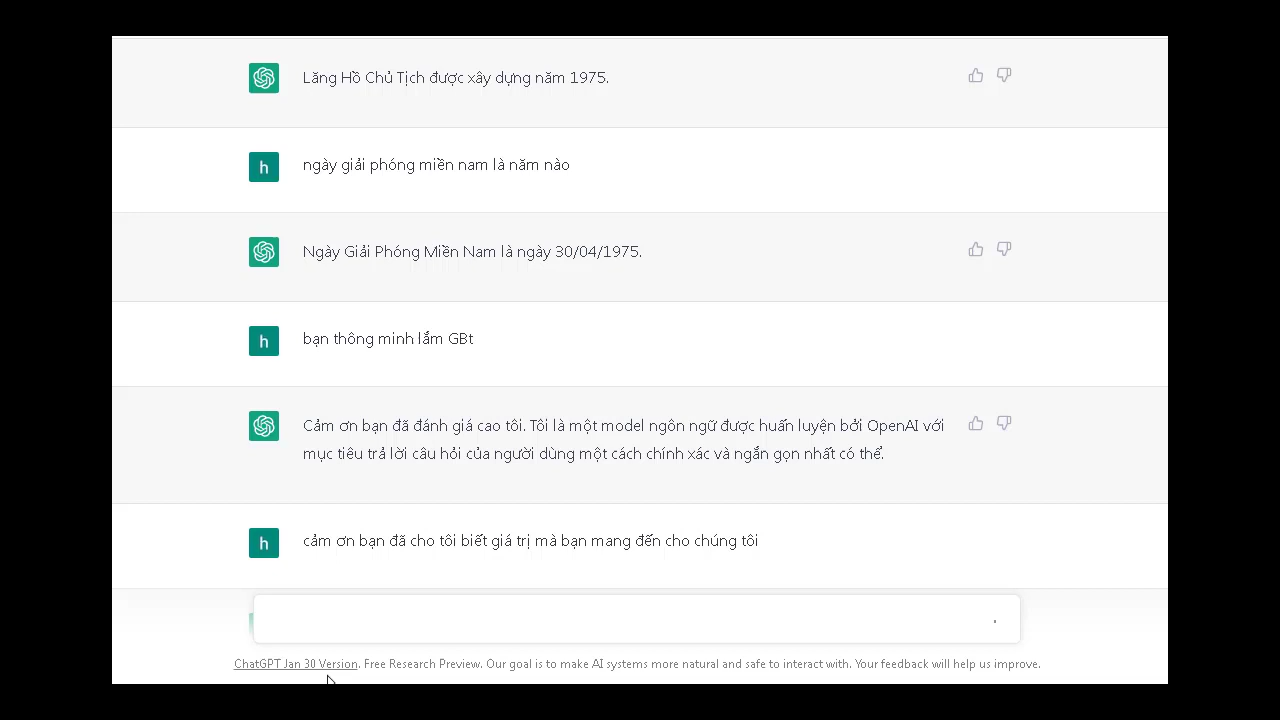 Lăng Hồ Chủ Tịch được xây dựng năm 1975.
h
ngày giải phóng miền nam là năm nào
Ngày Giải Phóng Miền Nam là ngày 30/04/1975.
h
bạn thông minh lắm GBt
Cảm ơn bạn đã đánh giá cao tôi. Tôi là một model ngôn ngữ được huấn luyện bởi OpenAI với
mục tiêu trả lời câu hỏi của người dùng một cách chính xác và ngắn gọn nhất có thể.
h
cảm ơn bạn đã cho tôi biết giá trị mà bạn mang đến cho chúng tôi
ChatGPT Jan 30 Version. Free Research Preview. Our goal is to make AI systems more natural and safe to interact with. Your feedback will help us improve.